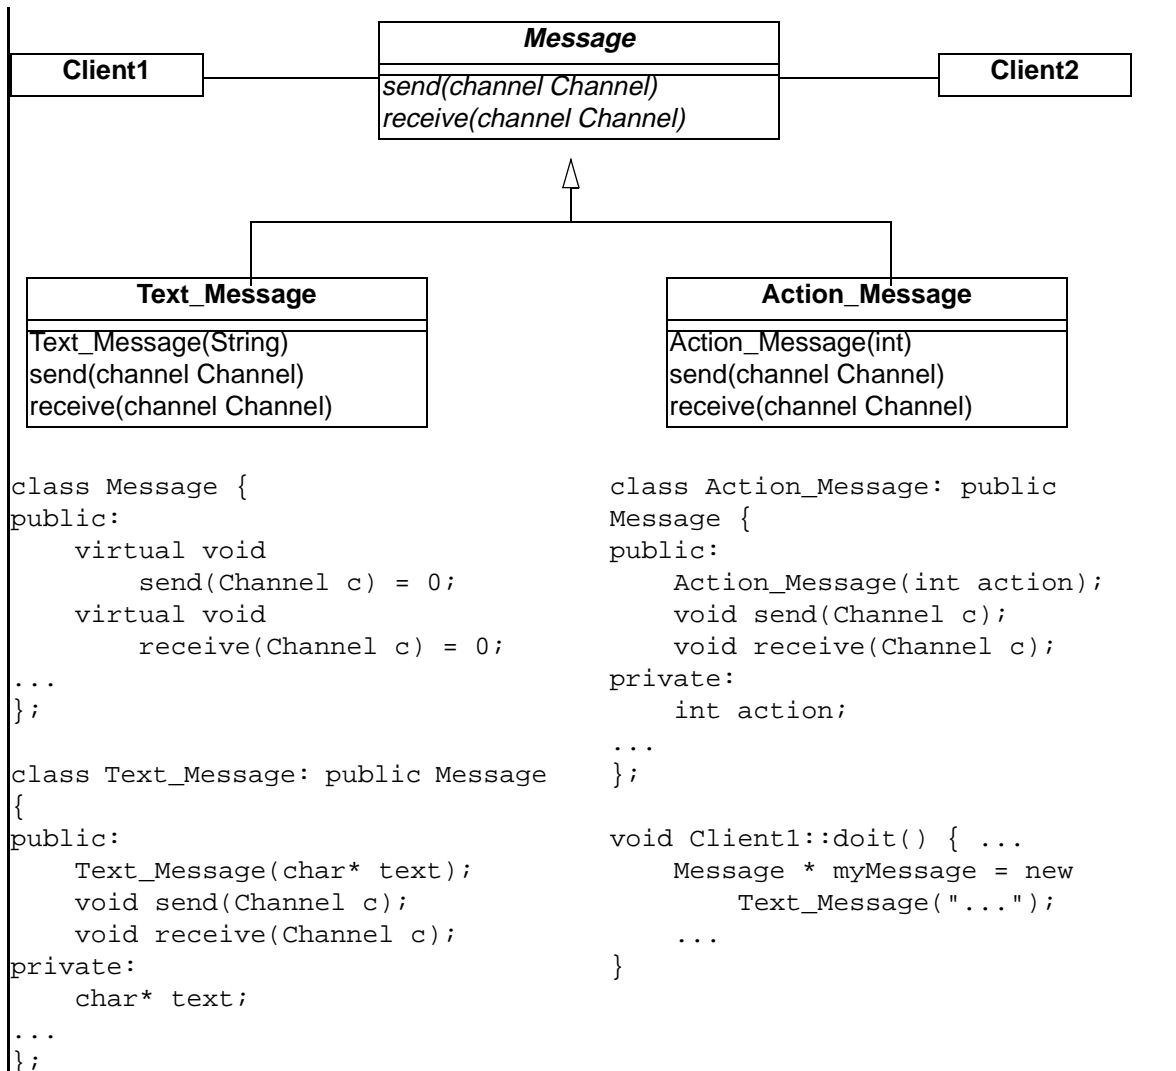 Message
Client1
Client2
send(channel Channel)
receive(channel Channel)
Text_Message
Text_Message(String)
send(channel Channel)
receive(channel Channel)
Action_Message
Action_Message(int)
send(channel Channel)
receive(channel Channel)
class Message {
public:
    virtual void
        send(Channel c) = 0;
    virtual void
        receive(Channel c) = 0;
...
};
class Text_Message: public Message
{
public:
    Text_Message(char* text);
    void send(Channel c);
    void receive(Channel c);
private:
    char* text;
...
};
class Action_Message: public
Message {
public:
    Action_Message(int action);
    void send(Channel c);
    void receive(Channel c);
private:
    int action;
...
};
void Client1::doit() { ...
    Message * myMessage = new
        Text_Message("...");
    ...
}